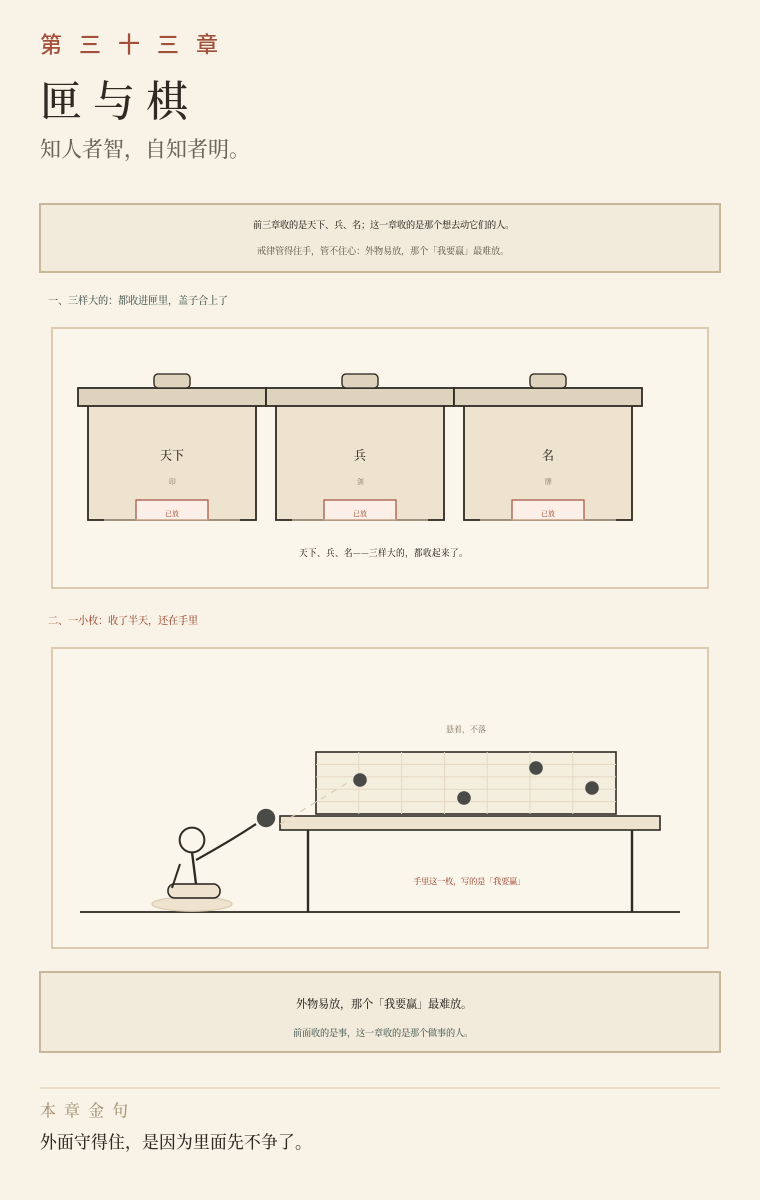 第三十三章
匣与棋
知人者智，自知者明。
前三章收的是天下、兵、名；这一章收的是那个想去动它们的人。
戒律管得住手，管不住心：外物易放，那个「我要赢」最难放。
一、三样大的：都收进匣里，盖子合上了
天下
兵
名
印
剑
牌
已放
已放
已放
天下、兵、名——三样大的，都收起来了。
二、一小枚：收了半天，还在手里
悬着，不落
手里这一枚，写的是「我要赢」
外物易放，那个「我要赢」最难放。
前面收的是事，这一章收的是那个做事的人。
本章金句
外面守得住，是因为里面先不争了。